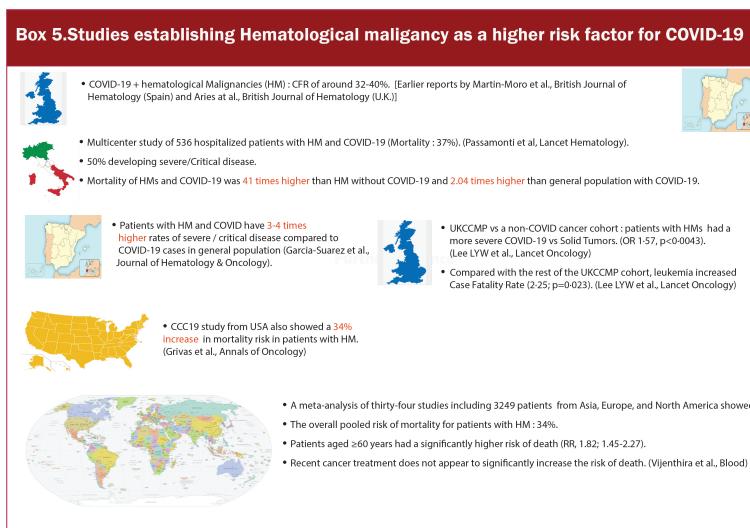 Box 5.Studies establishing Hematological maligancy as a higher risk factor for COVID-19
• COVID-19 + hematological Malignancies (HM) : CFR of around 32-40%. [Earlier reports by Martin-Moro et al., British Journal of
Hematology (Spain) and Aries at al., British Journal of Hematology (U.K.)]
• Multicenter study of 536 hospitalized patients with HM and COVID-19 (Mortality : 37%). (Passamonti et al, Lancet Hematology).
• 50% developing severe/Critical disease.
• Mortality of HMs and COVID-19 was 41 times higher than HM without COVID-19 and 2.04 times higher than general population with COVID-19.
• Patients with HM and COVID have 3-4 times
higher rates of severe / critical disease compared to
COVID-19 cases in general population (Garcia-Suarez et al.,
Journal of Hematology & Oncology).
• UKCCMP vs a non-COVID cancer cohort : patients with HMs had a
more severe COVID-19 vs Solid Tumors. (OR 1·57, p<0·0043).
(Lee LYW et al., Lancet Oncology)
• Compared with the rest of the UKCCMP cohort, leukemia increased
Case Fatality Rate (2·25; p=0·023). (Lee LYW et al., Lancet Oncology)
• CCC19 study from USA also showed a 34%
increase in mortality risk in patients with HM.
(Grivas et al., Annals of Oncology)
• A meta-analysis of thirty-four studies including 3249 patients from Asia, Europe, and North America showe
• The overall pooled risk of mortality for patients with HM : 34%.
• Patients aged ≥60 years had a significantly higher risk of death (RR, 1.82; 1.45-2.27).
• Recent cancer treatment does not appear to significantly increase the risk of death. (Vijenthira et al., Blood)